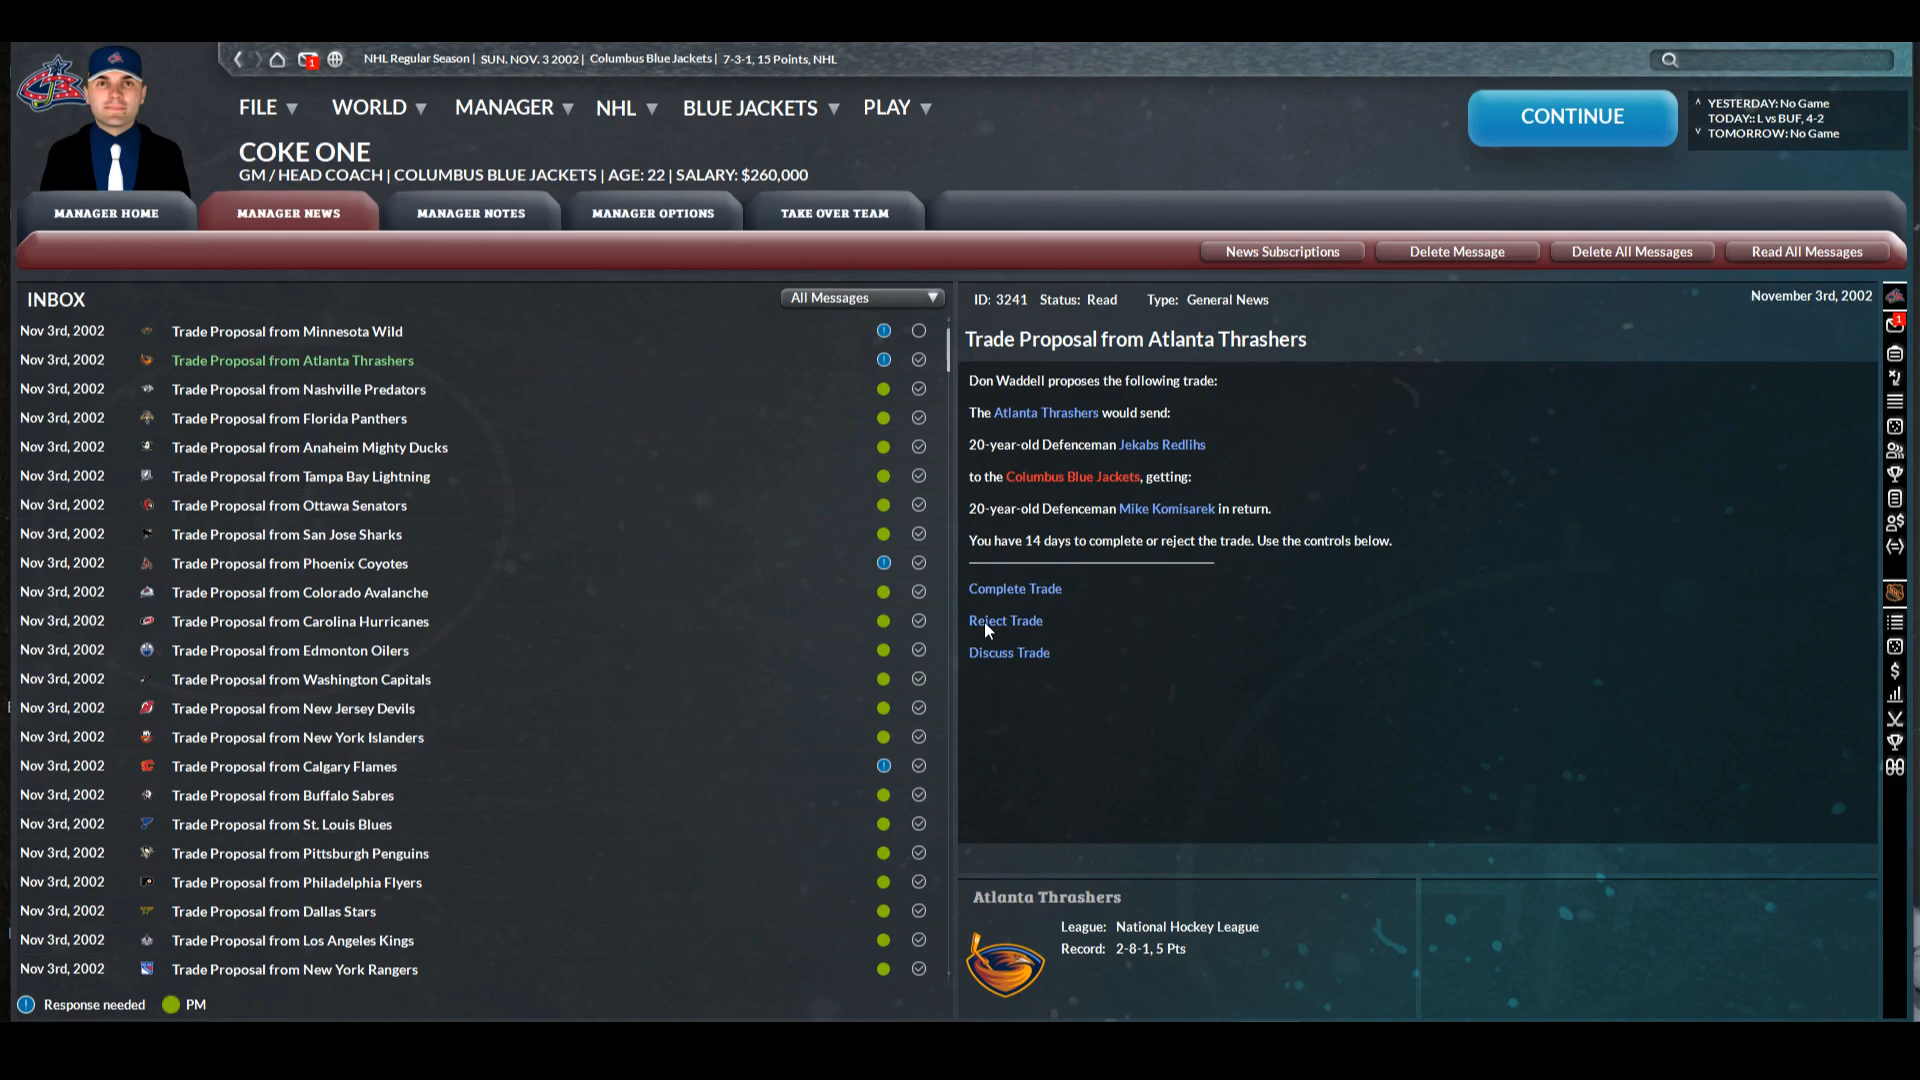 1
NHL Regular Season | SUN. NOV. 3 2002 | Columbus Blue Jackets | 7-3-1, 15 Points, NHL
FILE WORLD MANAGER NHL BLUE JACKETS PLAY
CONTINUE
YESTERDAY: No Game
TODAY:: L vs BUF, 4-2
TOMORROW: No Game
COKE ONE
GM / HEAD COACH | COLUMBUS BLUE JACKETS | AGE: 22 | SALARY: $260,000
MANAGER HOME MANAGER NEWS MANAGER NOTES MANAGER OPTIONS TAKE OVER TEAM
News Subscriptions Delete Message Delete All Messages Read All Messages
INBOX All Messages
Nov 3rd, 2002 Trade Proposal from Minnesota Wild
Nov 3rd, 2002 Trade Proposal from Atlanta Thrashers
Nov 3rd, 2002 Trade Proposal from Nashville Predators
Nov 3rd, 2002 Trade Proposal from Florida Panthers
Nov 3rd, 2002 Trade Proposal from Anaheim Mighty Ducks
Nov 3rd, 2002 Trade Proposal from Tampa Bay Lightning
Nov 3rd, 2002 Trade Proposal from Ottawa Senators
Nov 3rd, 2002 Trade Proposal from San Jose Sharks
Nov 3rd, 2002 Trade Proposal from Phoenix Coyotes
Nov 3rd, 2002 Trade Proposal from Colorado Avalanche
Nov 3rd, 2002 Trade Proposal from Carolina Hurricanes
Nov 3rd, 2002 Trade Proposal from Edmonton Oilers
Nov 3rd, 2002 Trade Proposal from Washington Capitals
Nov 3rd, 2002 Trade Proposal from New Jersey Devils
Nov 3rd, 2002 Trade Proposal from New York Islanders
Nov 3rd, 2002 Trade Proposal from Calgary Flames
Nov 3rd, 2002 Trade Proposal from Buffalo Sabres
Nov 3rd, 2002 Trade Proposal from St. Louis Blues
Nov 3rd, 2002 Trade Proposal from Pittsburgh Penguins
Nov 3rd, 2002 Trade Proposal from Philadelphia Flyers
Nov 3rd, 2002 Trade Proposal from Dallas Stars
Nov 3rd, 2002 Trade Proposal from Los Angeles Kings
Nov 3rd, 2002 Trade Proposal from New York Rangers
Response needed PM
ID: 3241 Status: Read Type: General News November 3rd, 2002
Trade Proposal from Atlanta Thrashers
Don Waddell proposes the following trade:
The Atlanta Thrashers would send:
20-year-old Defenceman Jekabs Redlihs
to the Columbus Blue Jackets, getting:
20-year-old Defenceman Mike Komisarek in return.
You have 14 days to complete or reject the trade. Use the controls below.
Complete Trade
Reject Trade
Discuss Trade
Atlanta Thrashers
League: National Hockey League
Record: 2-8-1, 5 Pts
1